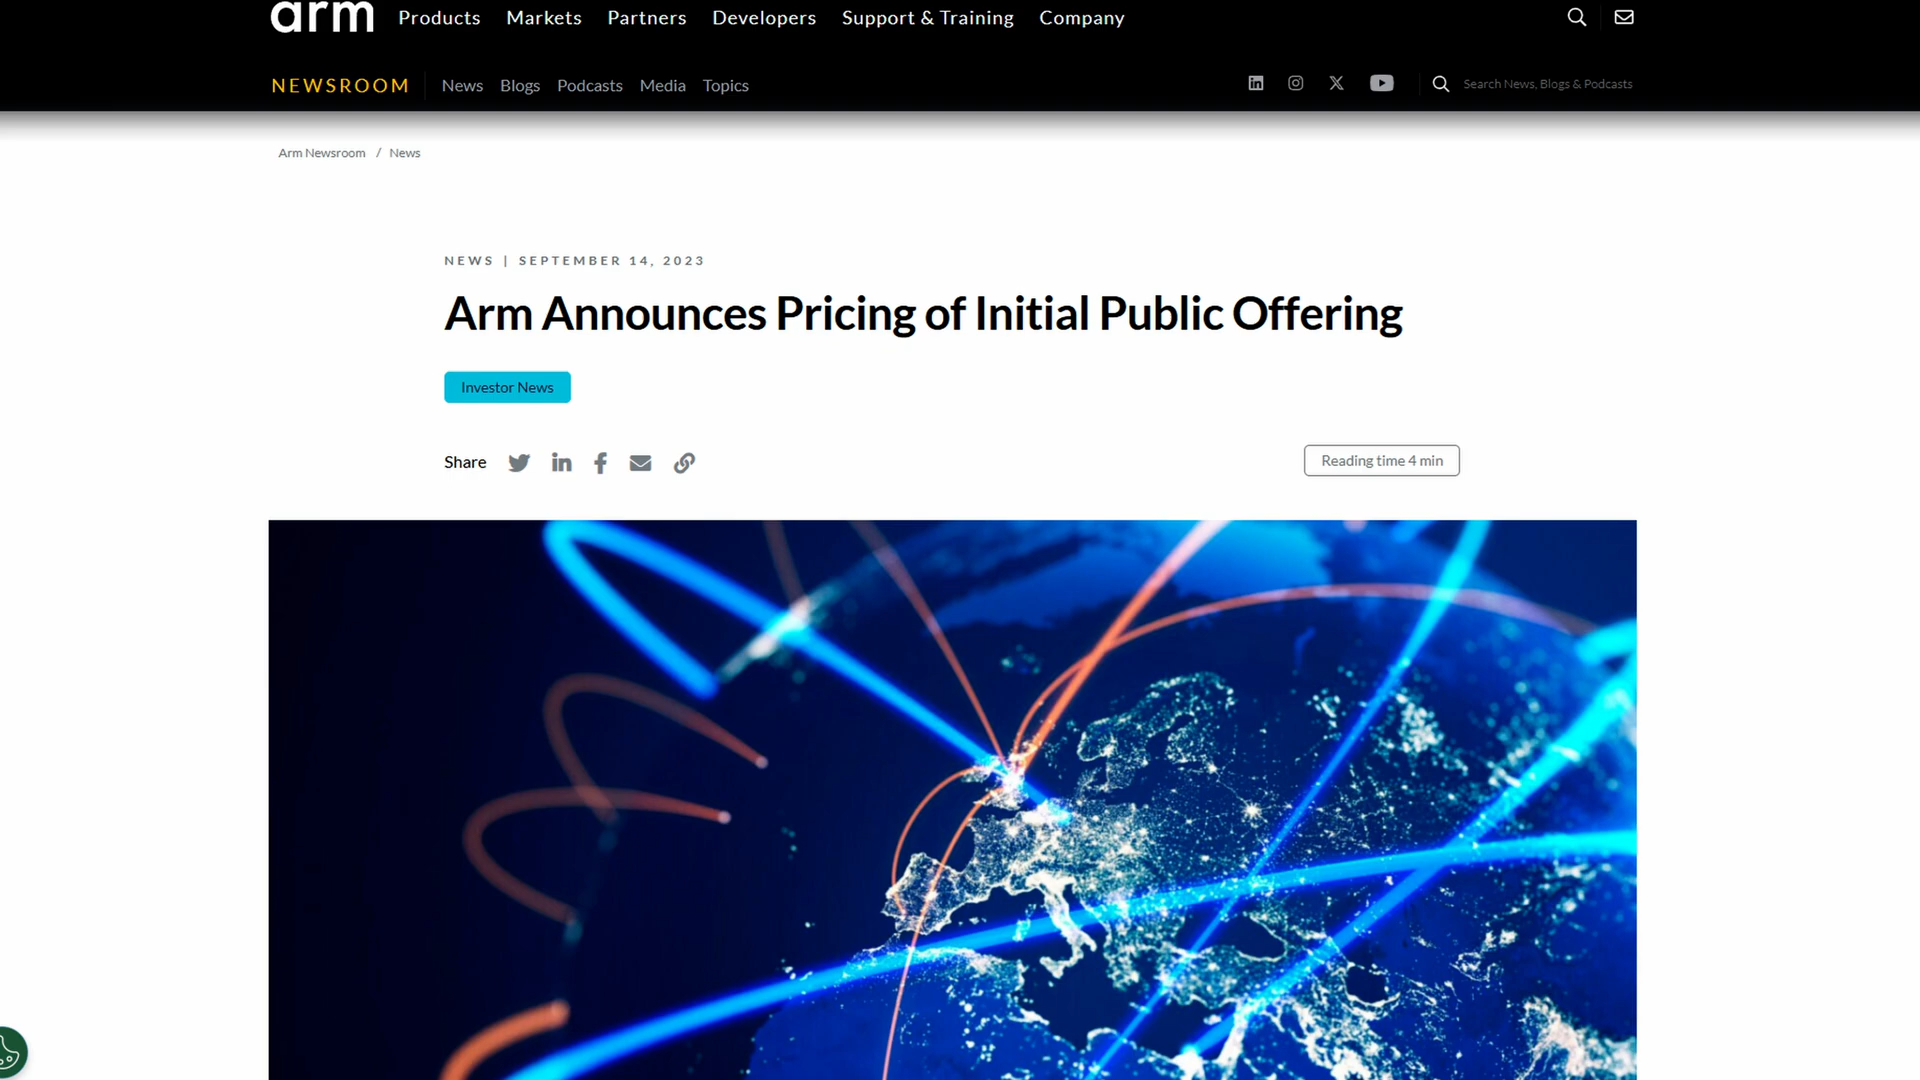 arm Products Markets Partners Developers Support & Training Company
NEWSROOM News Blogs Podcasts Media Topics Search News, Blogs & Podcasts
Arm Newsroom / News
NEWS | SEPTEMBER 14, 2023
Arm Announces Pricing of Initial Public Offering
Investor News
Share Reading time 4 min